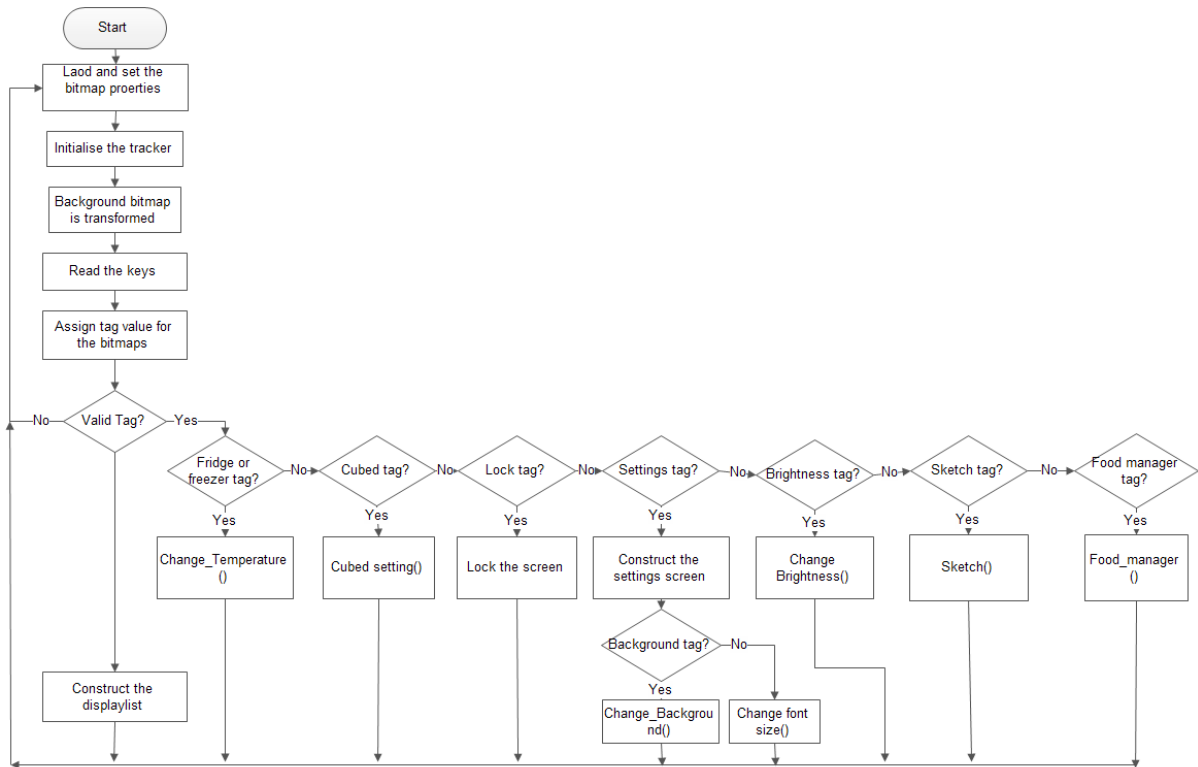 Start
Laod and set the
bitmap proerties
Initialise the tracker
Background bitmap
is transformed
Read the keys
Assign tag value for
the bitmaps
No
Valid Tag?
Yes
Fridge or
freezer tag?
No
Cubed tag?
No
Lock tag?
No
Settings tag?
No
Brightness tag?
No
Sketch tag?
No
Food manager
tag?
Yes
Yes
Yes
Yes
Yes
Yes
Yes
Change_Temperature
()
Cubed setting()
Lock the screen
Construct the
settings screen
Change
Brightness()
Sketch()
Food_manager
()
Background tag?
No
Yes
Construct the
displaylist
Change_Backgrou
nd()
Change font
size()